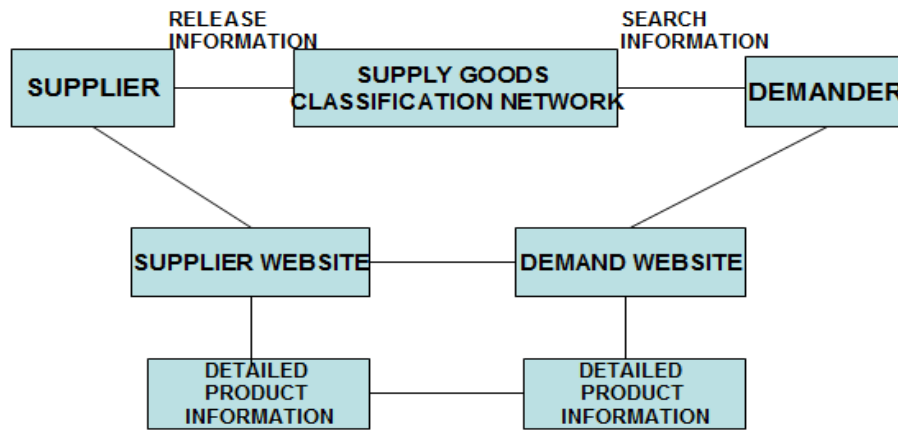 RELEASE
INFORMATION
SEARCH
INFORMATION
SUPPLIER
SUPPLY GOODS
CLASSIFICATION NETWORK
DEMANDER
SUPPLIER WEBSITE
DEMAND WEBSITE
DETAILED
PRODUCT
INFORMATION
DETAILED
PRODUCT
INFORMATION